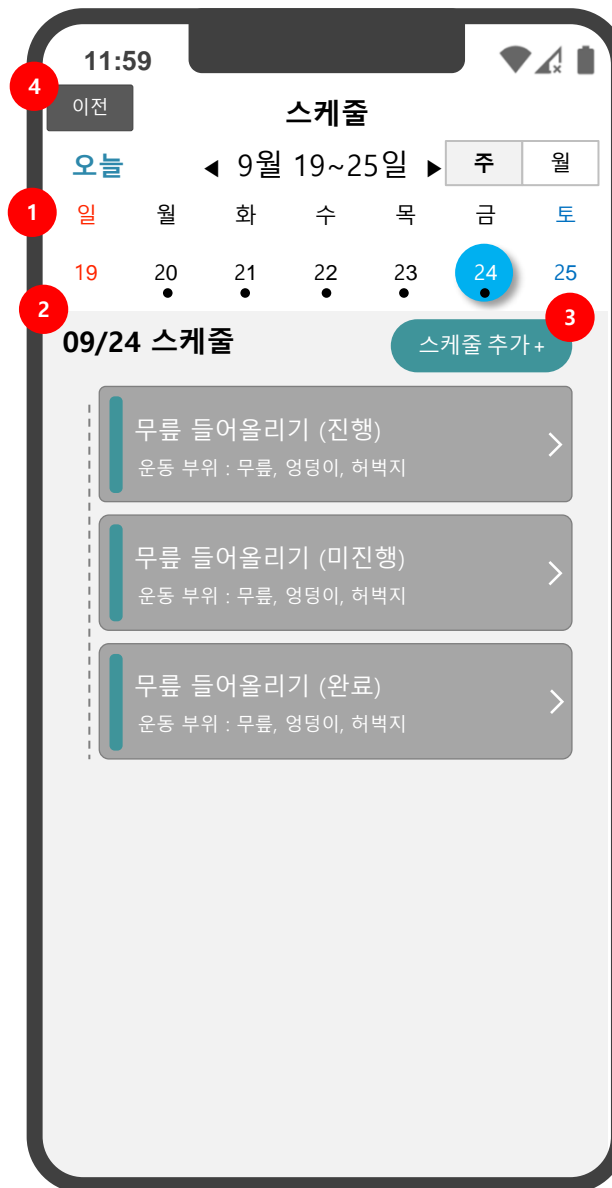 11:59
4
이전
스케줄
오늘
◀ 9월 19~25일 ▶
주
월
1
일 월 화 수 목 금 토
19 20 21 22 23 24 25
2
3
09/24 스케줄
스케줄 추가+
무릎 들어올리기 (진행)
운동 부위 : 무릎, 엉덩이, 허벅지
무릎 들어올리기 (미진행)
운동 부위 : 무릎, 엉덩이, 허벅지
무릎 들어올리기 (완료)
운동 부위 : 무릎, 엉덩이, 허벅지